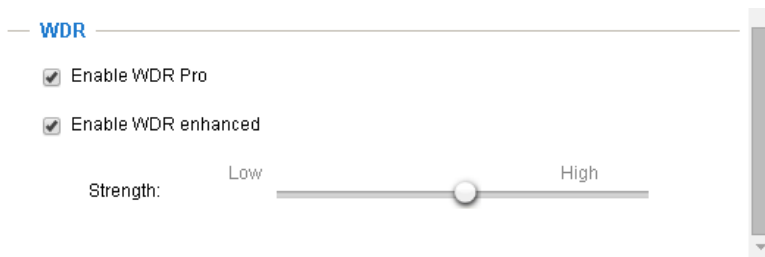 WDR
Enable WDR Pro
Enable WDR enhanced
Low High
Strength: